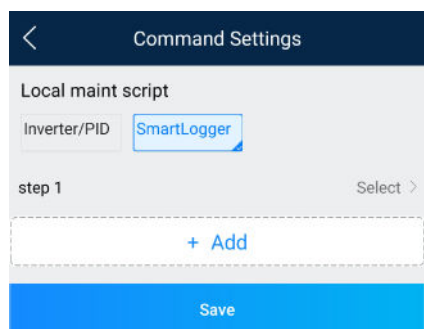 Command Settings
Local maint script
Inverter/PID SmartLogger
step 1 Select >
+ Add
Save